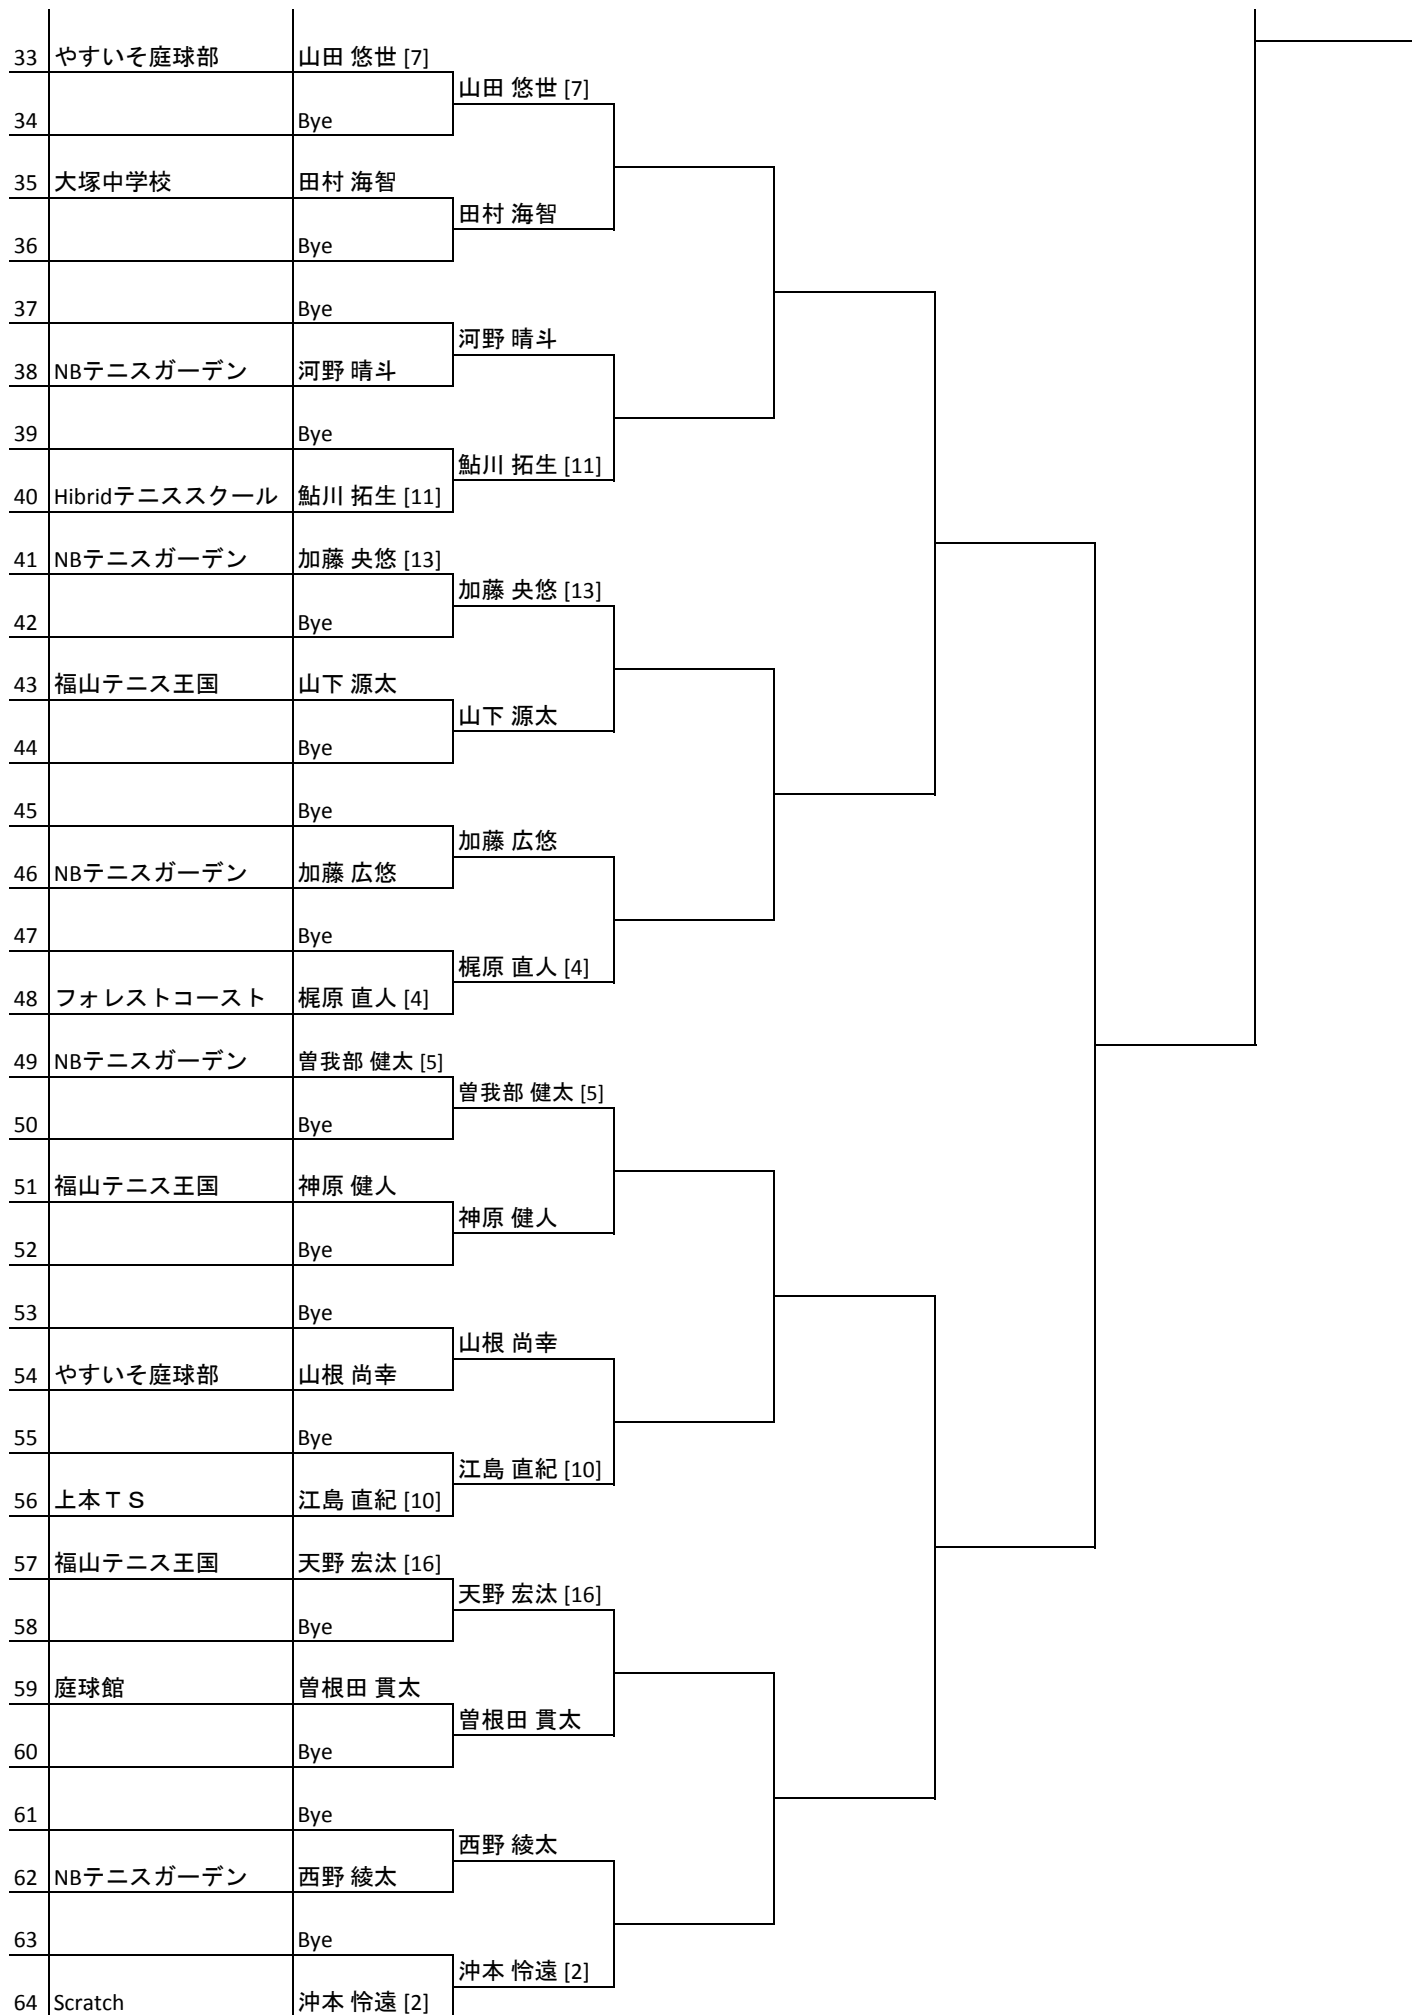 33 やすいそ庭球部 山田 悠世 [7]
山田 悠世 [7]
34 Bye
35 大塚中学校 田村 海智
田村 海智
36 Bye
37 Bye
河野 晴斗
38 NBテニスガーデン 河野 晴斗
39 Bye
鮎川 拓生 [11]
40 Hibridテニススクール 鮎川 拓生 [11]
41 NBテニスガーデン 加藤 央悠 [13]
加藤 央悠 [13]
42 Bye
43 福山テニス王国 山下 源太
山下 源太
44 Bye
45 Bye
加藤 広悠
46 NBテニスガーデン 加藤 広悠
47 Bye
梶原 直人 [4]
48 フォレストコースト 梶原 直人 [4]
49 NBテニスガーデン 曽我部 健太 [5]
曽我部 健太 [5]
50 Bye
51 福山テニス王国 神原 健人
神原 健人
52 Bye
53 Bye
山根 尚幸
54 やすいそ庭球部 山根 尚幸
55 Bye
江島 直紀 [10]
56 上本ＴＳ 江島 直紀 [10]
57 福山テニス王国 天野 宏汰 [16]
天野 宏汰 [16]
58 Bye
59 庭球館 曽根田 貫太
曽根田 貫太
60 Bye
61 Bye
西野 綾太
62 NBテニスガーデン 西野 綾太
63 Bye
沖本 怜遠 [2]
64 Scratch 沖本 怜遠 [2]